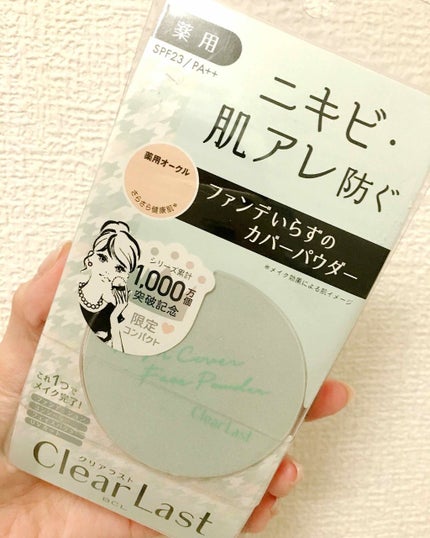 薬用
SPF23/PA++
ニキビ・
肌アレ防ぐ
薬用オークル
さらさら健康肌※
ファンデいらずの
カバーパウダー
※メイク効果による肌イメージ
シリーズ累計
1,000万個
突破記念
限定
コンパクト
Cover
Face Powder
ClearLast
これ1つで
メイク完了!
クリアラスト
ClearLast
BCL